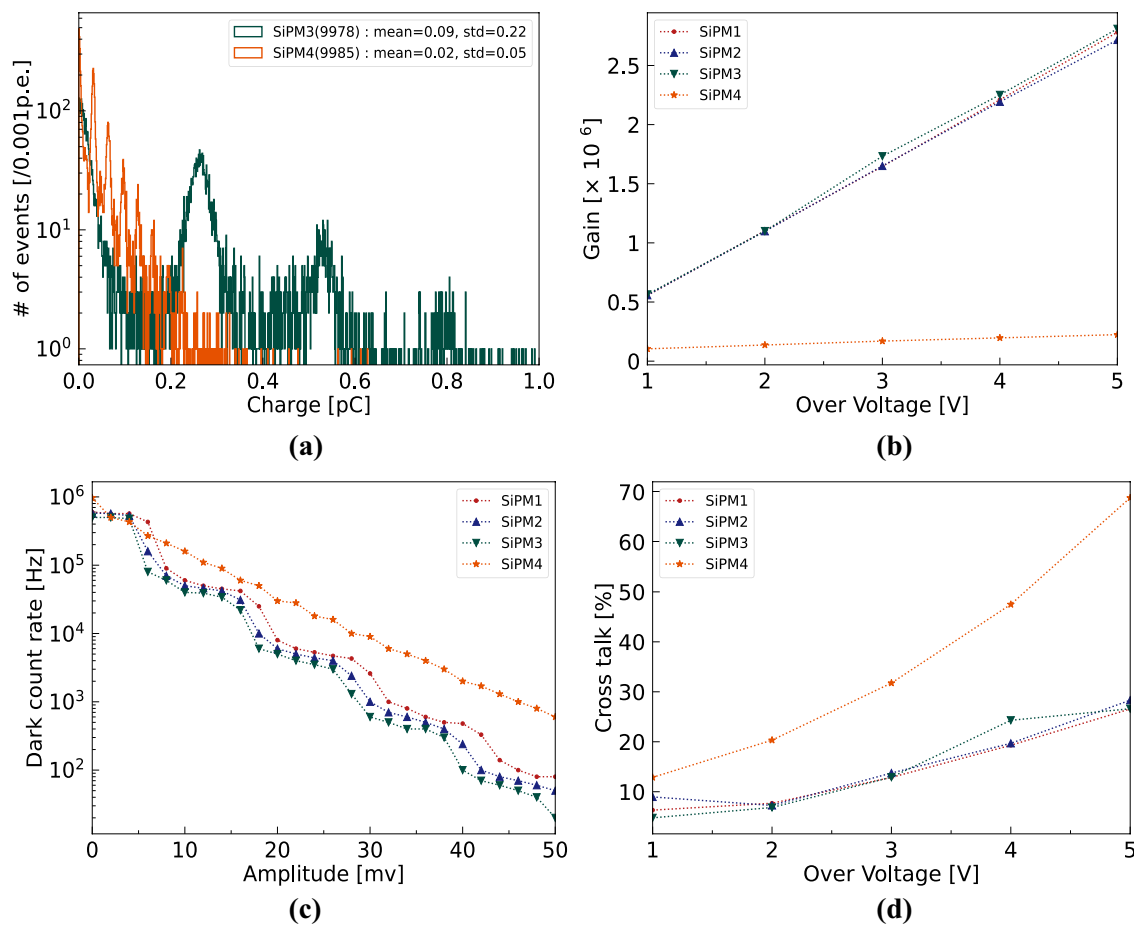 SiPM3(9978) : mean=0.09, std=0.22
SiPM4(9985) : mean=0.02, std=0.05
# of events [/0.001p.e.]
10^2
10^1
10^0
0.0 0.2 0.4 0.6 0.8 1.0
Charge [pC]
(a)
SiPM1
SiPM2
SiPM3
SiPM4
Gain [× 10 ^6]
2.5
2
1.5
1
0.5
0
1 2 3 4 5
Over Voltage [V]
(b)
SiPM1
SiPM2
SiPM3
SiPM4
Dark count rate [Hz]
10^6
10^5
10^4
10^3
10^2
0 10 20 30 40 50
Amplitude [mv]
(c)
SiPM1
SiPM2
SiPM3
SiPM4
Cross talk [%]
70
60
50
40
30
20
10
1 2 3 4 5
Over Voltage [V]
(d)